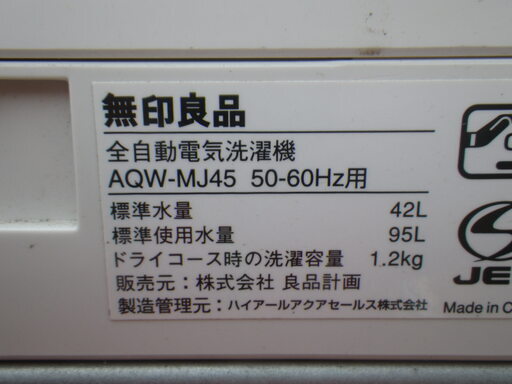 無印良品
全自動電気洗濯機
AQW-MJ45 50-60Hz用
標準水量 42L
標準使用水量 95L
ドライコース時の洗濯容量 1.2kg
販売元：株式会社 良品計画
製造管理元：ハイアールアクアセールス株式会社
JE
Made in C